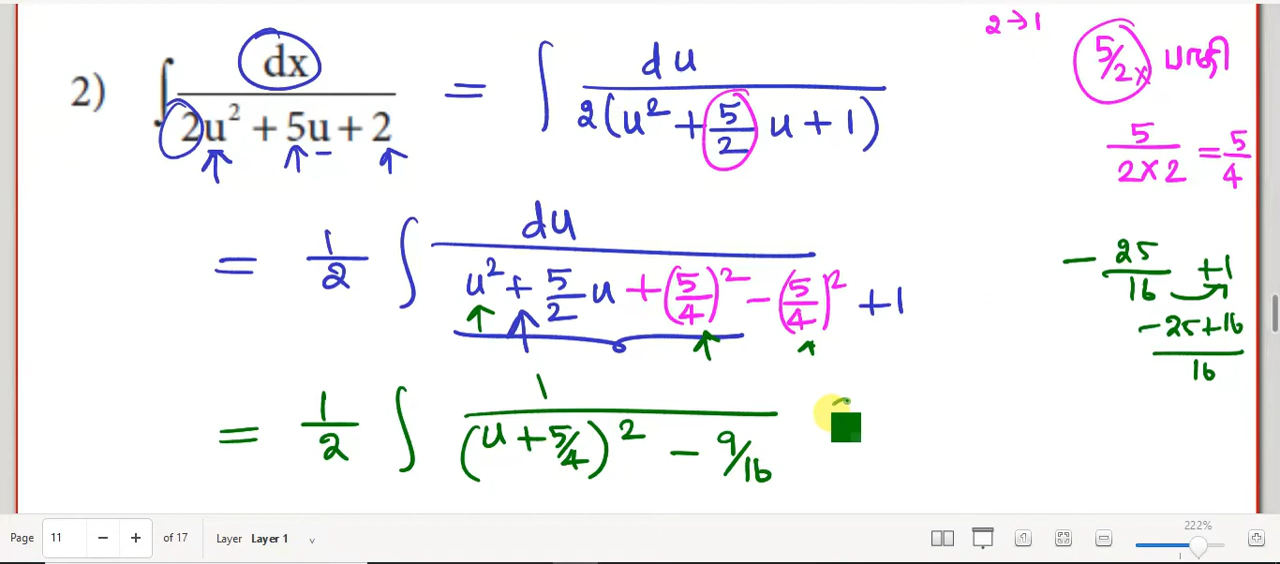 2) ∫ dx / 2u² + 5u + 2 = ∫ du / 2(u² + 5/2 u + 1)
2→1
5/2 x பாதி
5 / 2×2 = 5/4
= 1/2 ∫ du / u² + 5/2 u + (5/4)² - (5/4)² + 1
- 25/16 + 1
-25+16 / 16
= 1/2 ∫ 1 / (u + 5/4)² - 9/16
Page 11 of 17 Layer Layer 1 222%